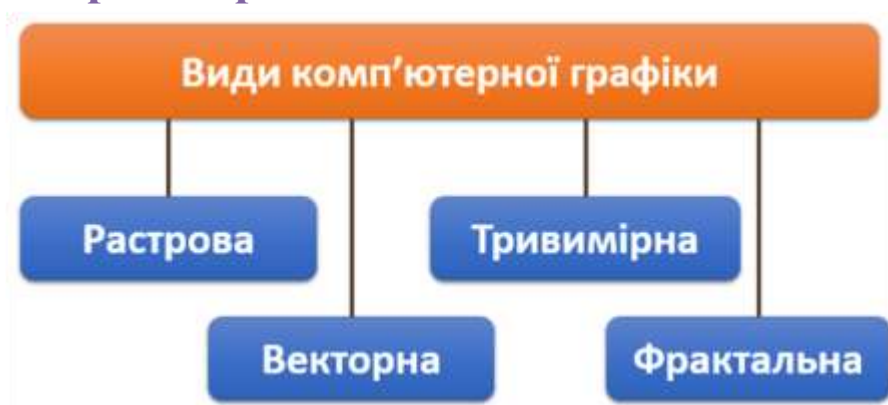 Види комп’ютерної графіки
Растрова
Тривимірна
Векторна
Фрактальна